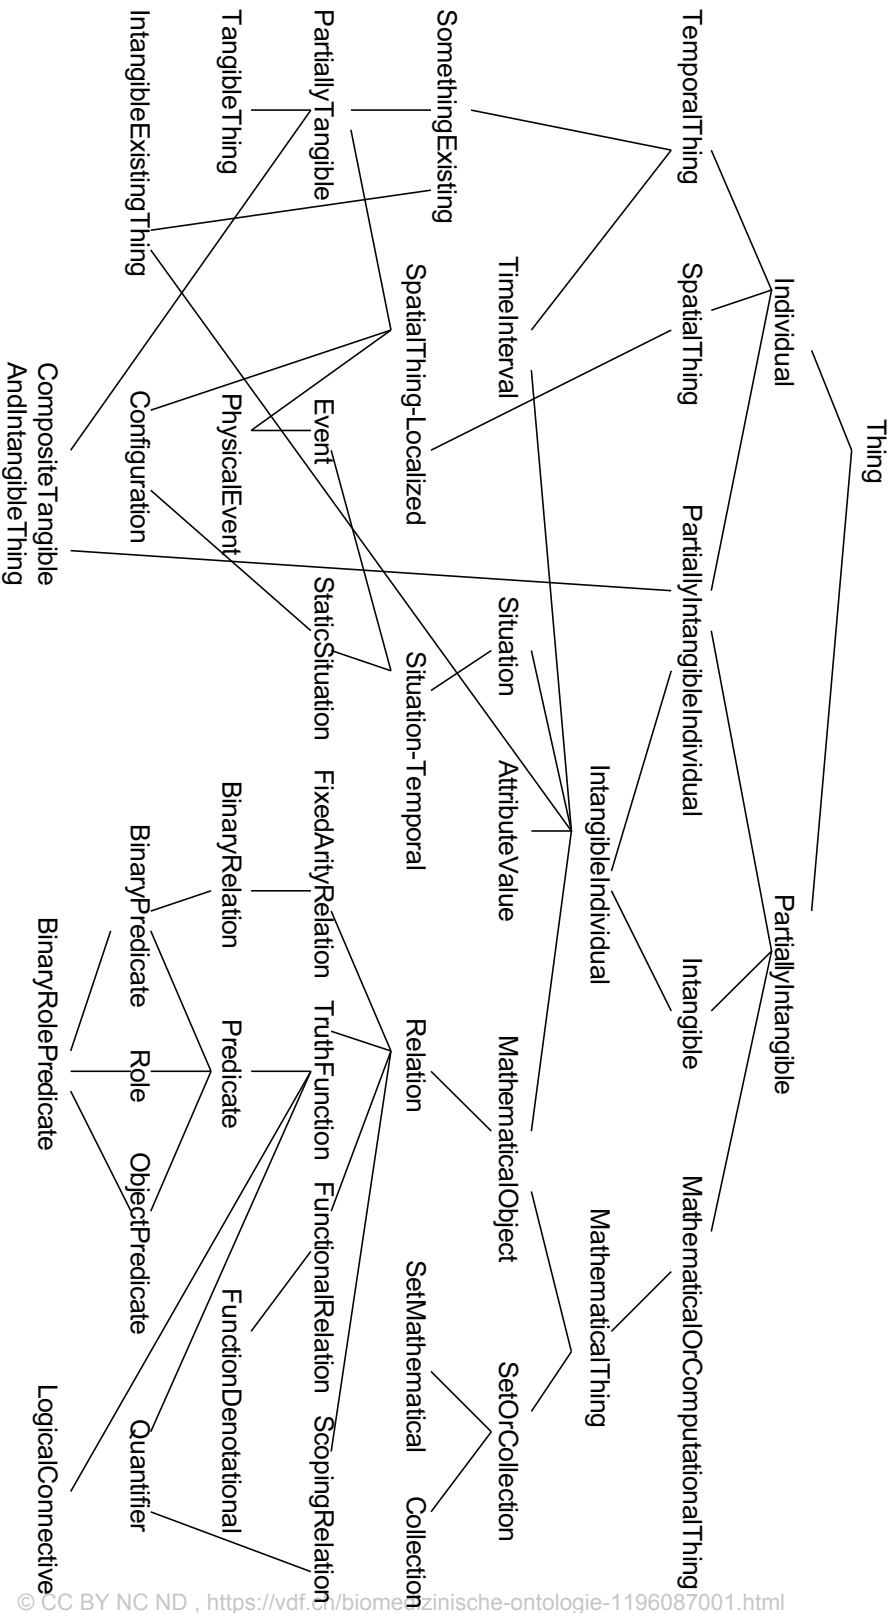 Thing
Individual
PartiallyIntangible
TemporalThing
SpatialThing
PartiallyIntangibleIndividual
Intangible
MathematicalOrComputationalThing
IntangibleIndividual
MathematicalThing
TimeInterval
Situation
AttributeValue
MathematicalObject
SetOrCollection
SomethingExisting
SpatialThing-Localized
Situation-Temporal
Relation
SetMathematical
Collection
PartiallyTangible
Event
StaticSituation
FixedArityRelation
TruthFunction
FunctionalRelation
ScopingRelation
TangibleThing
PhysicalEvent
BinaryRelation
Predicate
FunctionDenotational
IntangibleExistingThing
Configuration
BinaryPredicate
Role
ObjectPredicate
Quantifier
CompositeTangible
AndIntangibleThing
BinaryRolePredicate
LogicalConnective
© CC BY NC ND , https://vdf.ch/biomedizinische-ontologie-1196087001.html